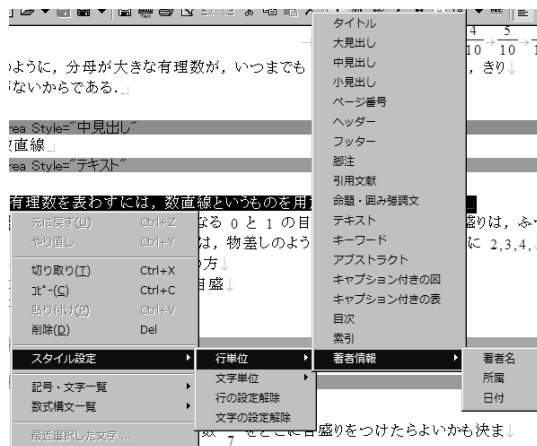 4 5
10 10 1
ように，分母が大きな有理数が，いつまでも ，きり↓
ないからである．
rea Style="中見出し"
直線
rea Style="テキスト"
有理数を表わすには，数直線というものを用
なる 0 と 1 の目 盛りは，ふ
は，物差しのよう に 2,3,4,
の方↓
目盛↓
数 をどこに目盛りをつけたらよいかも決ま↓
7
元に戻す(U) Ctrl+Z
やり直し Ctrl+Y
切り取り(T) Ctrl+X
ｺﾋﾟｰ(C) Ctrl+C
貼り付け(P) Ctrl+V
削除(D) Del
スタイル設定
記号・文字一覧
数式構文一覧
最近選択した文字 ...
行単位
文字単位
行の設定解除
文字の設定解除
タイトル
大見出し
中見出し
小見出し
ページ番号
ヘッダー
フッター
脚注
引用文献
命題・囲み強調文
テキスト
キーワード
アブストラクト
キャプション付きの図
キャプション付きの表
目次
索引
著者情報
著者名
所属
日付